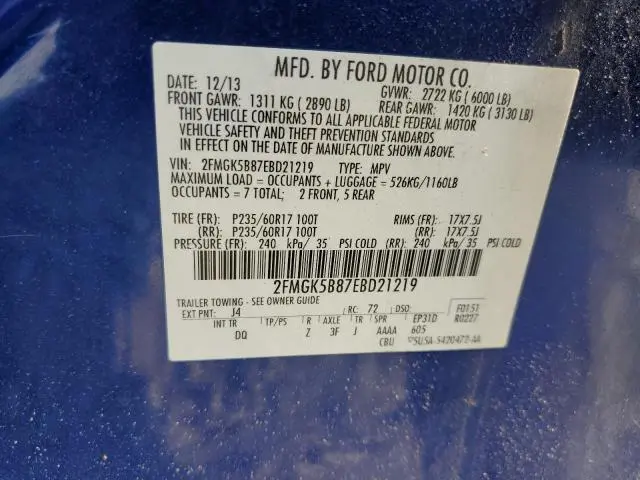 MFD. BY FORD MOTOR CO.
DATE: 12/13 GVWR: 2722 KG ( 6000 LB)
FRONT GAWR: 1311 KG ( 2890 LB) REAR GAWR: 1420 KG ( 3130 LB)
THIS VEHICLE CONFORMS TO ALL APPLICABLE FEDERAL MOTOR
VEHICLE SAFETY AND THEFT PREVENTION STANDARDS
IN EFFECT ON THE DATE OF MANUFACTURE SHOWN ABOVE.
VIN: 2FMGK5B87EBD21219 TYPE: MPV
MAXIMUM LOAD = OCCUPANTS + LUGGAGE = 526KG/1160LB
OCCUPANTS = 7 TOTAL; 2 FRONT, 5 REAR
TIRE (FR): P235/60R17 100T RIMS (FR): 17X7.5J
(RR): P235/60R17 100T (RR): 17X7.5J
PRESSURE (FR): 240 kPa/ 35 PSI COLD (RR): 240 kPa/ 35 PSI COLD
2FMGK5B87EBD21219
TRAILER TOWING - SEE OWNER GUIDE
EXT PNT: J4 RC: 72 DSO: F0151
INT TR TP/PS R AXLE TR SPR EP31D R0227
DQ Z 3F J AAAA 605
CBU